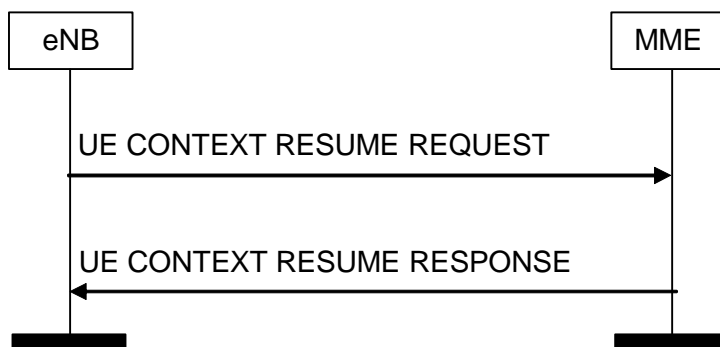 eNB
MME
UE CONTEXT RESUME REQUEST
UE CONTEXT RESUME RESPONSE